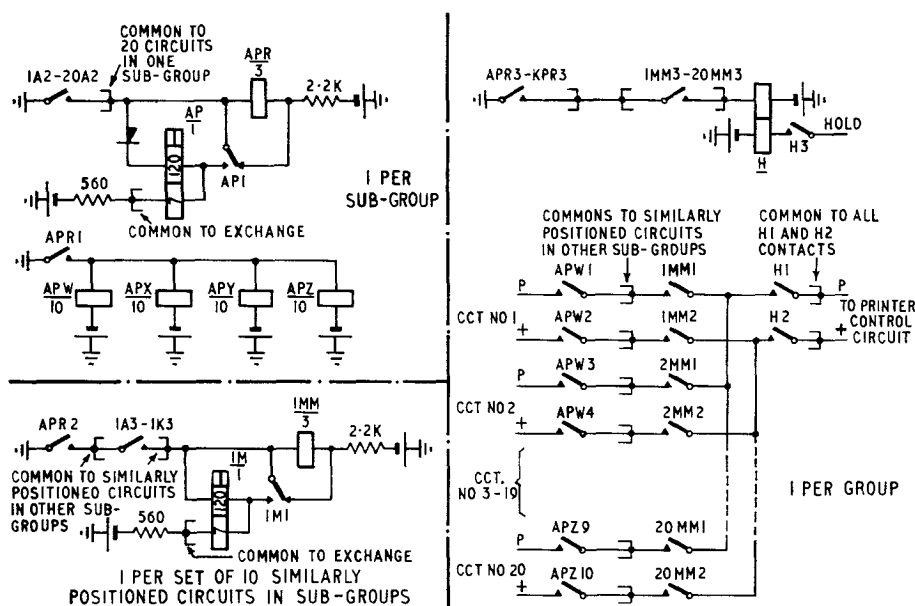 COMMON TO
20 CIRCUITS
IN ONE
SUB-GROUP
1A2-20A2
APR
3
2·2K
AP
1
120
AP1
560
COMMON TO EXCHANGE
1 PER
SUB-GROUP
APR1
APW
10
APX
10
APY
10
APZ
10
APR2
1A3-1K3
1MM
3
2·2K
COMMON TO SIMILARLY
POSITIONED CIRCUITS
IN OTHER SUB-
GROUPS
1M
1
120
1M1
560
COMMON TO EXCHANGE
1 PER SET OF 10 SIMILARLY
POSITIONED CIRCUITS IN SUB-GROUPS
APR3-KPR3
1MM3-20MM3
HOLD
H3
H
COMMONS TO SIMILARLY
POSITIONED CIRCUITS
IN OTHER SUB-GROUPS
COMMON TO ALL
H1 AND H2
CONTACTS
P
APW1
1MM1
H1
P
CCT NO 1
TO PRINTER
CONTROL
CIRCUIT
+
APW2
1MM2
H2
+
P
APW3
2MM1
CCT NO 2
+
APW4
2MM2
CCT.
NO 3-19
1 PER GROUP
P
APZ9
20MM1
CCT NO 20
+
APZ10
20MM2